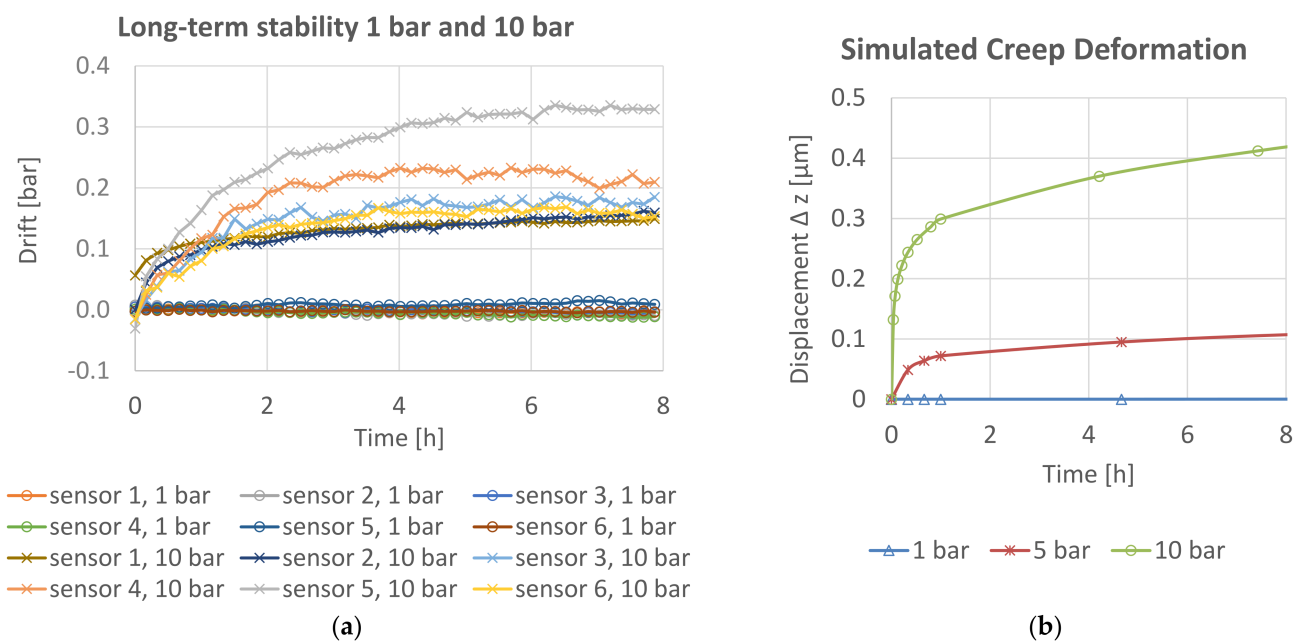 Long-term stability 1 bar and 10 bar
0.4
0.3
0.2
0.1
0.0
-0.1
Drift [bar]
0 2 4 6 8
Time [h]
sensor 1, 1 bar sensor 2, 1 bar sensor 3, 1 bar
sensor 4, 1 bar sensor 5, 1 bar sensor 6, 1 bar
sensor 1, 10 bar sensor 2, 10 bar sensor 3, 10 bar
sensor 4, 10 bar sensor 5, 10 bar sensor 6, 10 bar
(a)
Simulated Creep Deformation
0.5
0.4
0.3
0.2
0.1
0
Displacement Δ z [µm]
0 2 4 6 8
Time [h]
1 bar 5 bar 10 bar
(b)